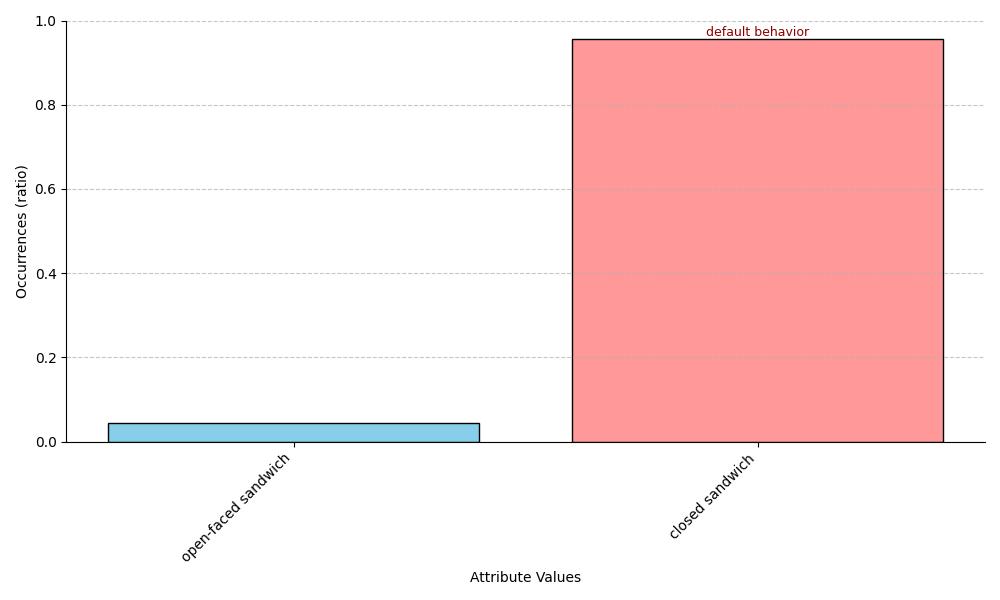 default behavior
1.0
0.8
0.6
0.4
0.2
0.0
Occurrences (ratio)
open-faced sandwich
closed sandwich
Attribute Values